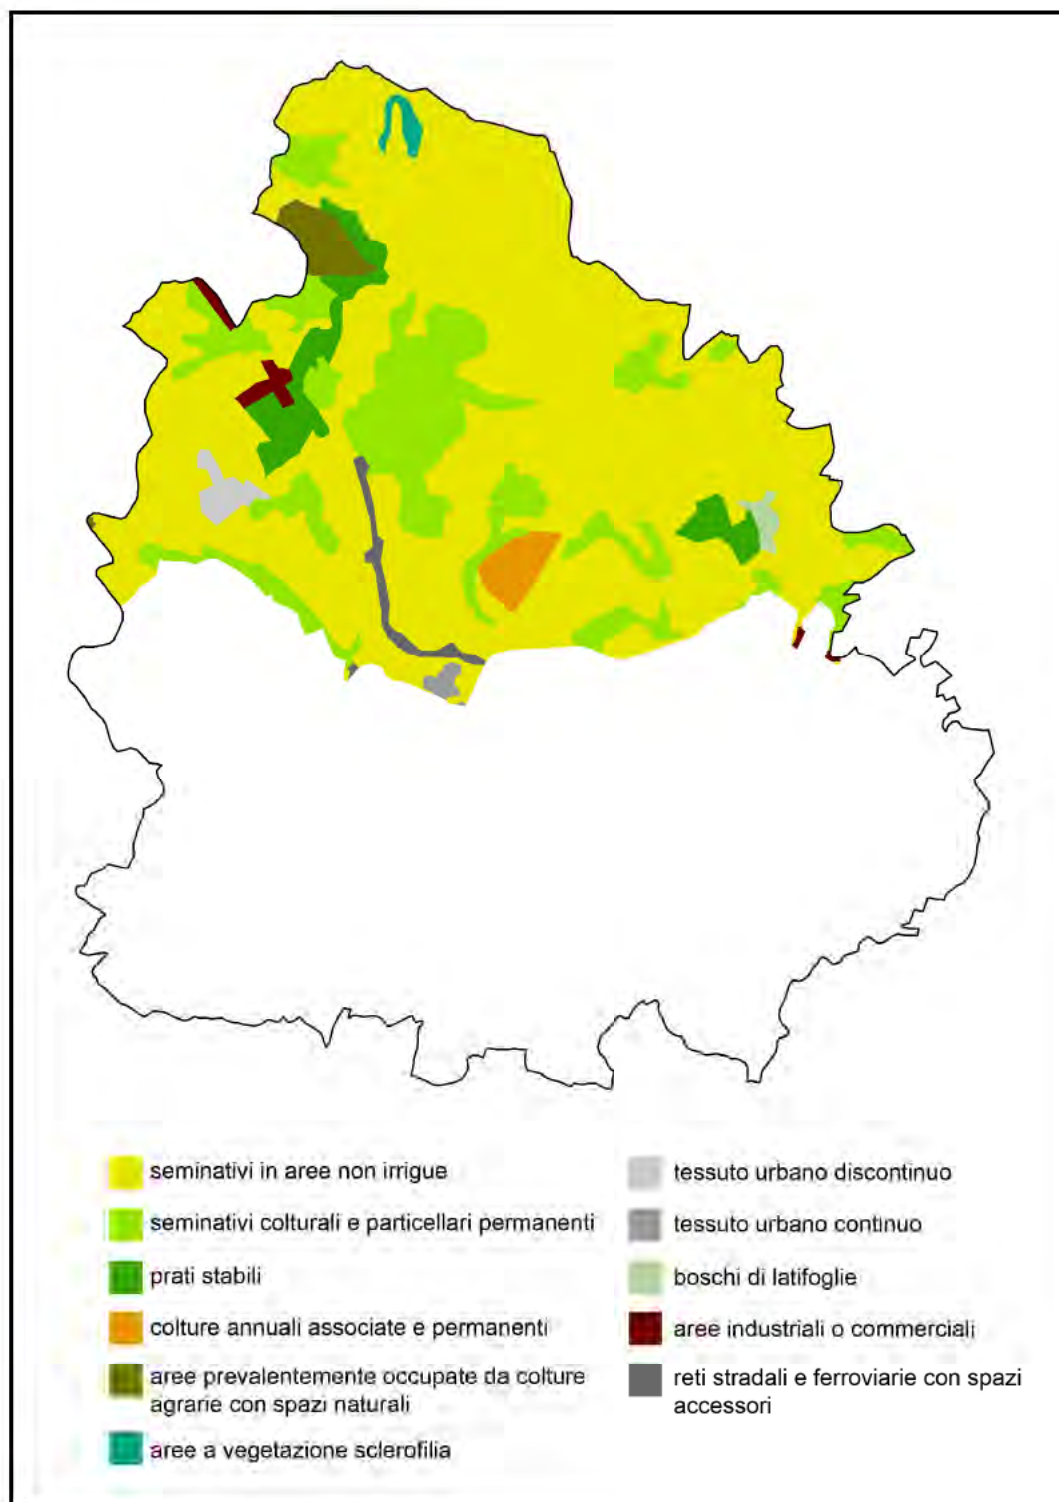 seminativi in aree non irrigue
seminativi colturali e particellari permanenti
prati stabili
colture annuali associate e permanenti
aree prevalentemente occupate da colture
agrarie con spazi naturali
aree a vegetazione sclerofilia
tessuto urbano discontinuo
tessuto urbano continuo
boschi di latifoglie
aree industriali o commerciali
reti stradali e ferroviarie con spazi
accessori